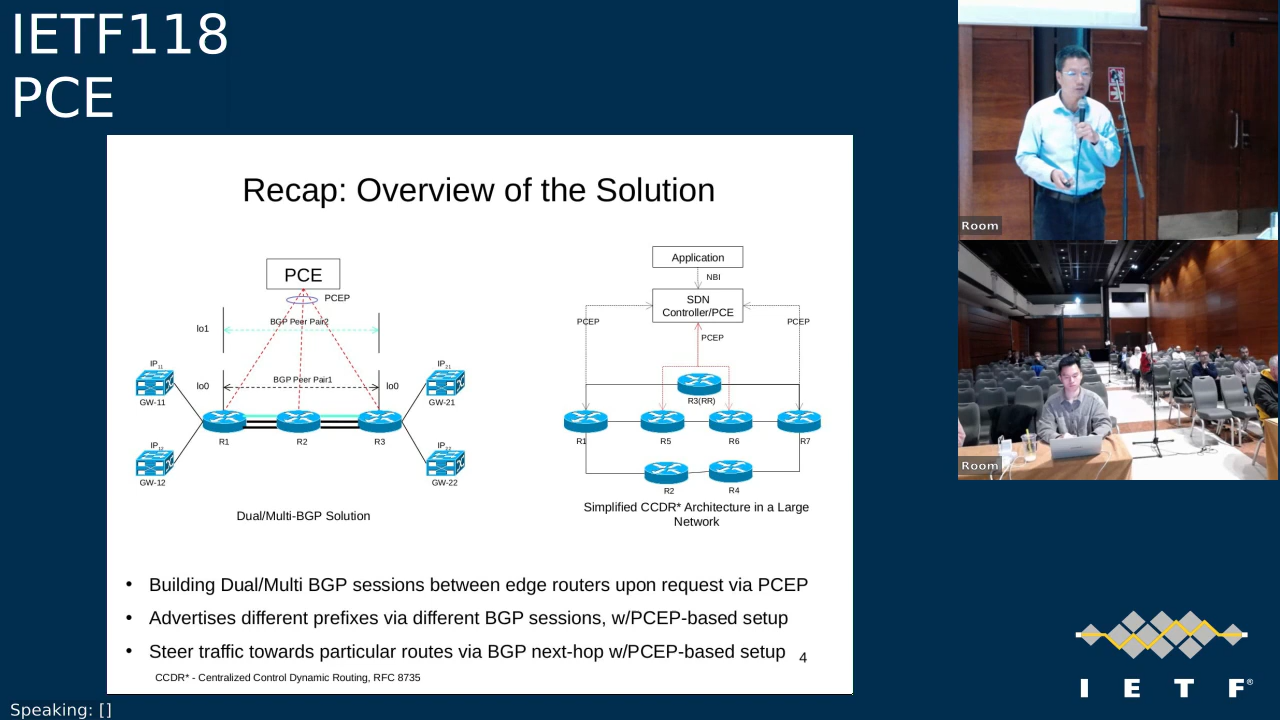 IETF118
PCE
Recap: Overview of the Solution
PCE
PCEP
BGP Peer Pair2
lo1
BGP Peer Pair1
lo0
lo0
IP11
GW-11
IP21
GW-21
R1
R2
R3
IP12
GW-12
IP22
GW-22
Dual/Multi-BGP Solution
Application
NBI
SDN
Controller/PCE
PCEP
PCEP
PCEP
R3(RR)
R1
R5
R6
R7
R2
R4
Simplified CCDR* Architecture in a Large
Network
• Building Dual/Multi BGP sessions between edge routers upon request via PCEP
• Advertises different prefixes via different BGP sessions, w/PCEP-based setup
• Steer traffic towards particular routes via BGP next-hop w/PCEP-based setup
4
CCDR* - Centralized Control Dynamic Routing, RFC 8735
Room
Room
I E T F®
Speaking: []